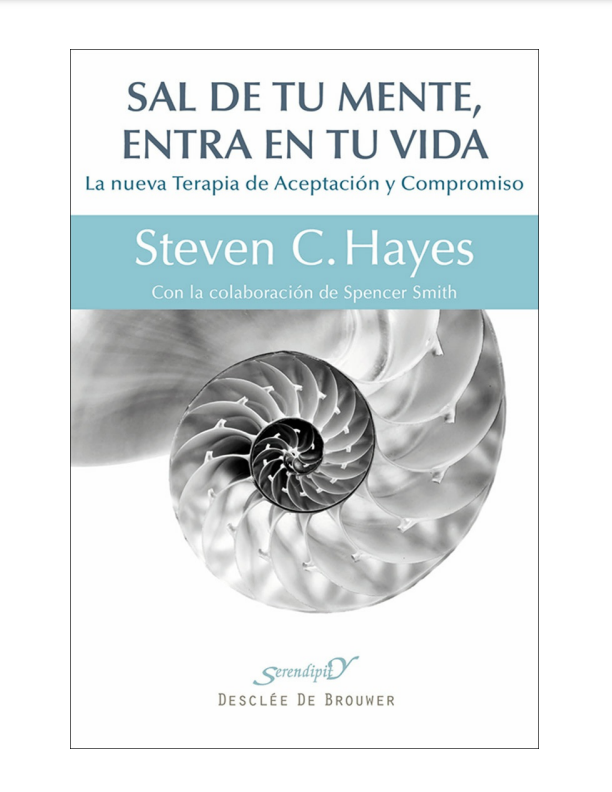 SAL DE TU MENTE,
ENTRA EN TU VIDA
La nueva Terapia de Aceptación y Compromiso
Steven C. Hayes
Con la colaboración de Spencer Smith
Serendipity
DESCLÉE DE BROUWER